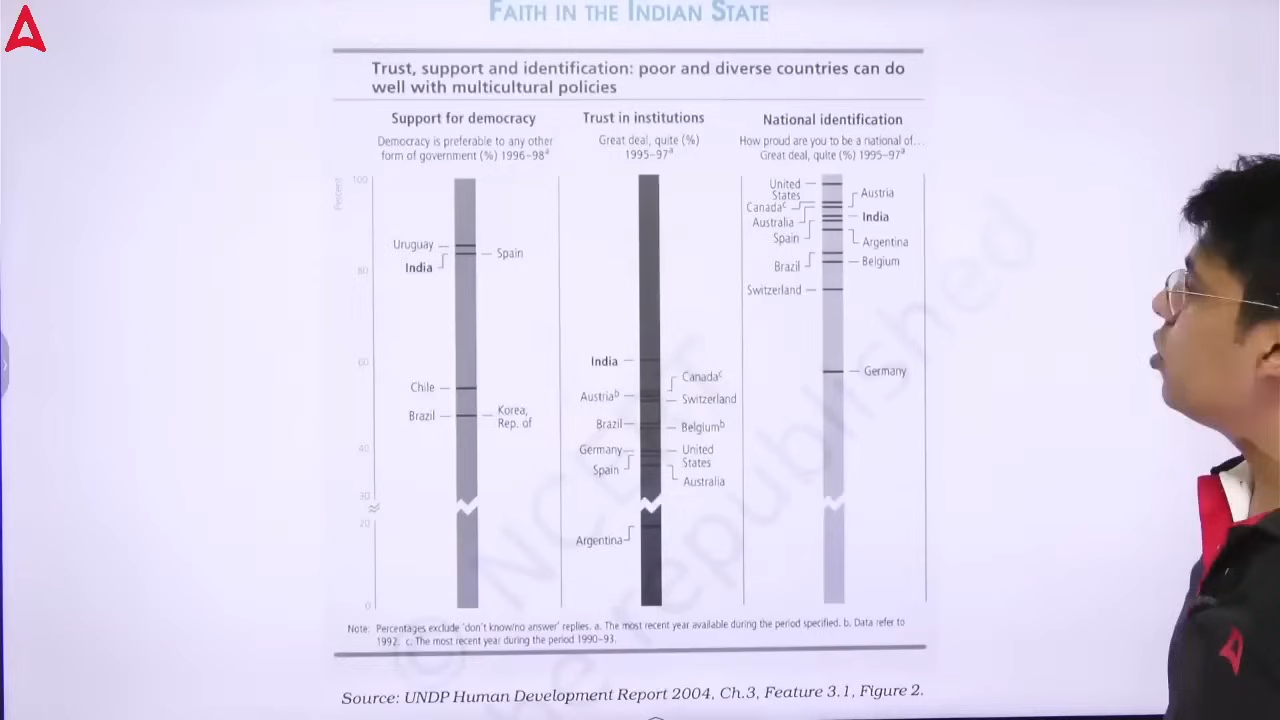 FAITH IN THE INDIAN STATE
Trust, support and identification: poor and diverse countries can do
well with multicultural policies
Support for democracy
Democracy is preferable to any other
form of government (%) 1996–98a
Trust in institutions
Great deal, quite (%)
1995–97a
National identification
How proud are you to be a national of...
Great deal, quite (%) 1995–97a
Percent
100
80
60
40
30
20
0
Uruguay
Spain
India
Chile
Brazil
Korea,
Rep. of
India
Canadac
Austriab
Switzerland
Brazil
Belgiumb
Germany
United
States
Spain
Australia
Argentina
United
States
Austria
Canadac
India
Australia
Spain
Argentina
Brazil
Belgium
Switzerland
Germany
Note: Percentages exclude 'don't know/no answer' replies. a. The most recent year available during the period specified. b. Data refer to
1992. c. The most recent year during the period 1990–93.
Source: UNDP Human Development Report 2004, Ch.3, Feature 3.1, Figure 2.
© NCERT
be republished